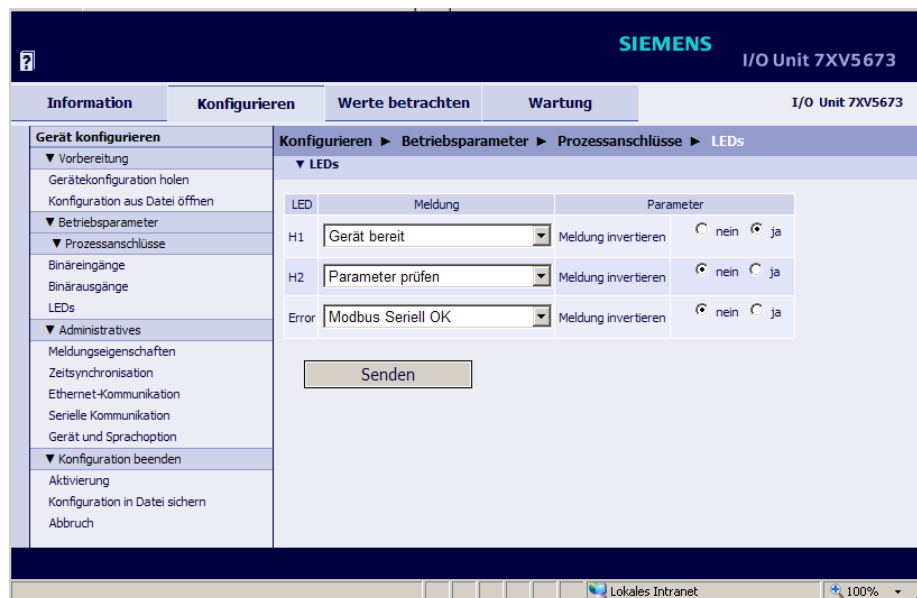 SIEMENS
?
I/O Unit 7XV5673
Information
Konfigurieren
Werte betrachten
Wartung
I/O Unit 7XV5673
Gerät konfigurieren
▼ Vorbereitung
Gerätekonfiguration holen
Konfiguration aus Datei öffnen
▼ Betriebsparameter
▼ Prozessanschlüsse
Binäreingänge
Binärausgänge
LEDs
▼ Administratives
Meldungseigenschaften
Zeitsynchronisation
Ethernet-Kommunikation
Serielle Kommunikation
Gerät und Sprachoption
▼ Konfiguration beenden
Aktivierung
Konfiguration in Datei sichern
Abbruch
Konfigurieren ► Betriebsparameter ► Prozessanschlüsse ► LEDs
▼ LEDs
LED Meldung Parameter
H1 Gerät bereit Meldung invertieren nein ja
H2 Parameter prüfen Meldung invertieren nein ja
Error Modbus Seriell OK Meldung invertieren nein ja
Senden
Lokales Intranet 100%